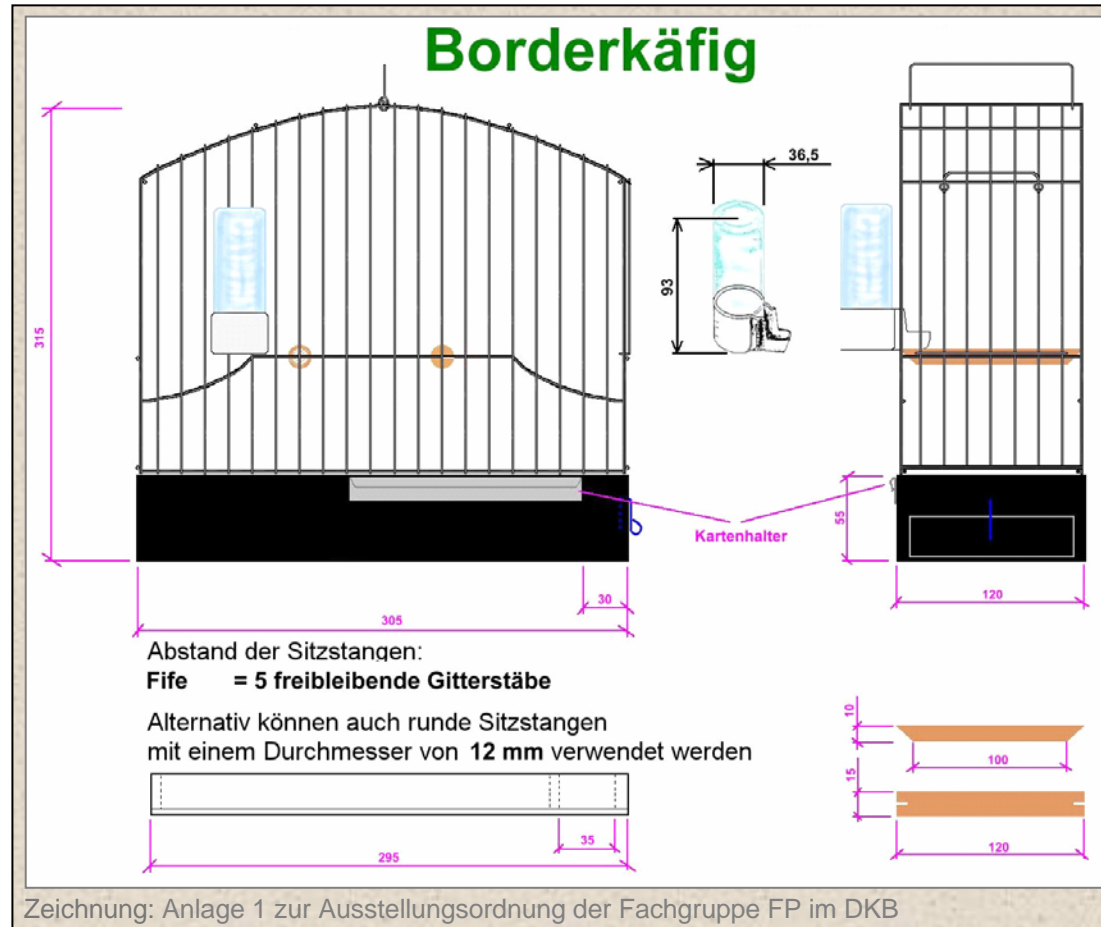 Borderkäfig
36,5
93
315
55
Kartenhalter
30
305
120
Abstand der Sitzstangen:
Fife = 5 freibleibende Gitterstäbe
Alternativ können auch runde Sitzstangen
mit einem Durchmesser von 12 mm verwendet werden
10
100
15
35
295
120
Zeichnung: Anlage 1 zur Ausstellungsordnung der Fachgruppe FP im DKB